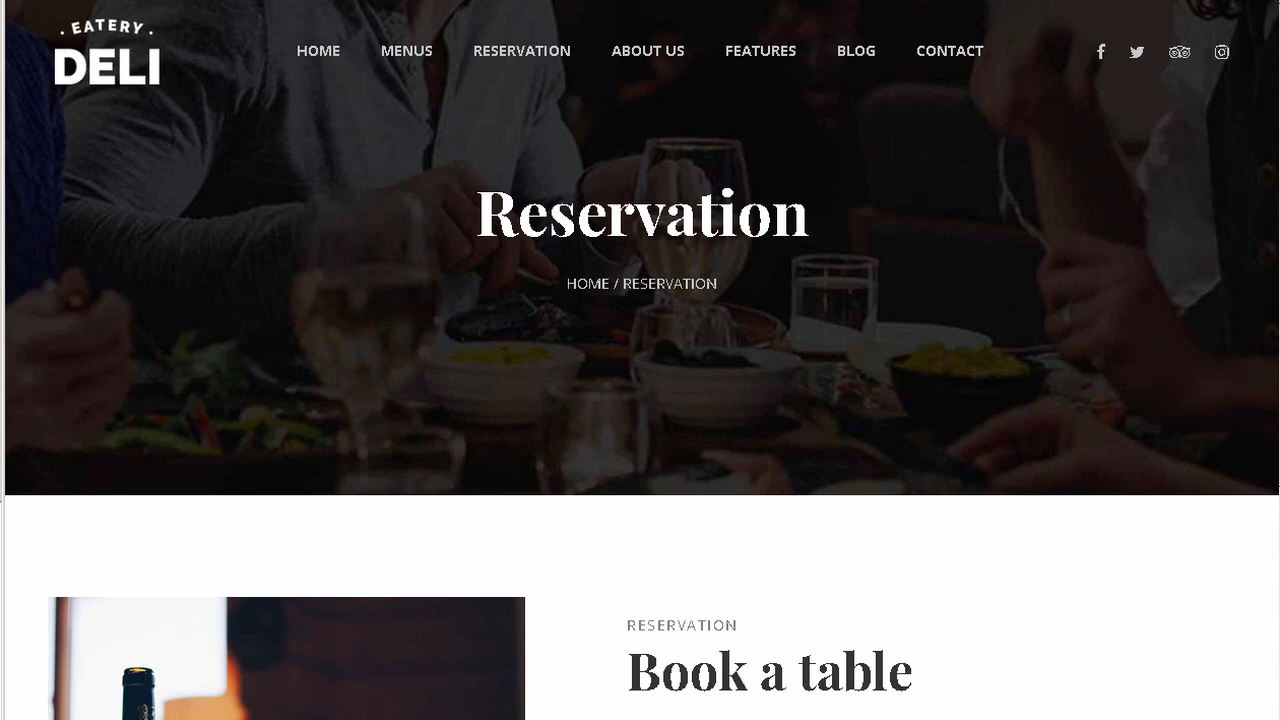 · EATERY ·
DELI
HOME MENUS RESERVATION ABOUT US FEATURES BLOG CONTACT
Reservation
HOME / RESERVATION
RESERVATION
Book a table